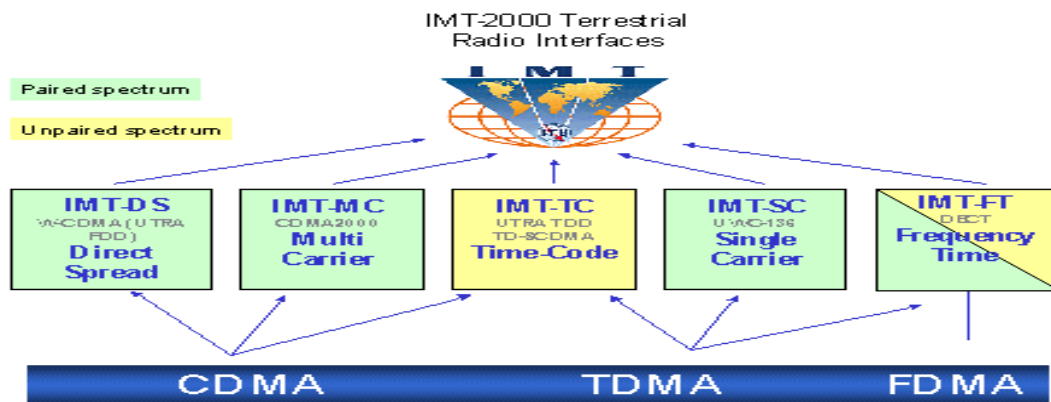 IMT-2000 Terrestrial
Radio Interfaces
I M T
Paired spectrum
Unpaired spectrum
ITU
IMT-DS
W-CDMA (UTRA
FDD)
Direct
Spread
IMT-MC
CDMA2000
Multi
Carrier
IMT-TC
UTRA TDD
TD-SCDMA
Time-Code
IMT-SC
UWC-136
Single
Carrier
IMT-FT
DECT
Frequency
Time
CDMA
TDMA
FDMA